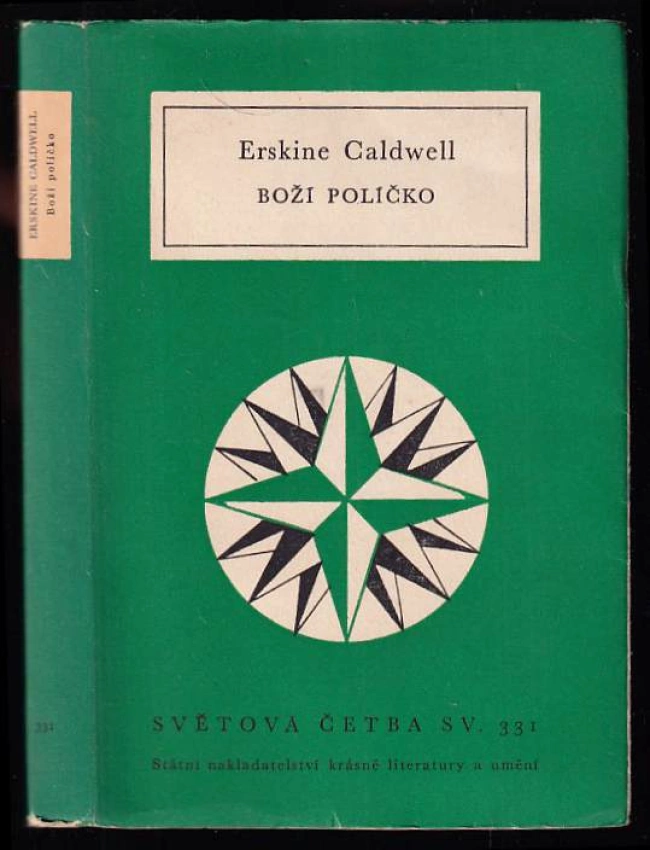 ERSKINE CALDWELL
Boží políčko
331
Erskine Caldwell
BOŽÍ POLÍČKO
SVĚTOVÁ ČETBA SV. 331
Státní nakladatelství krásné literatury a umění